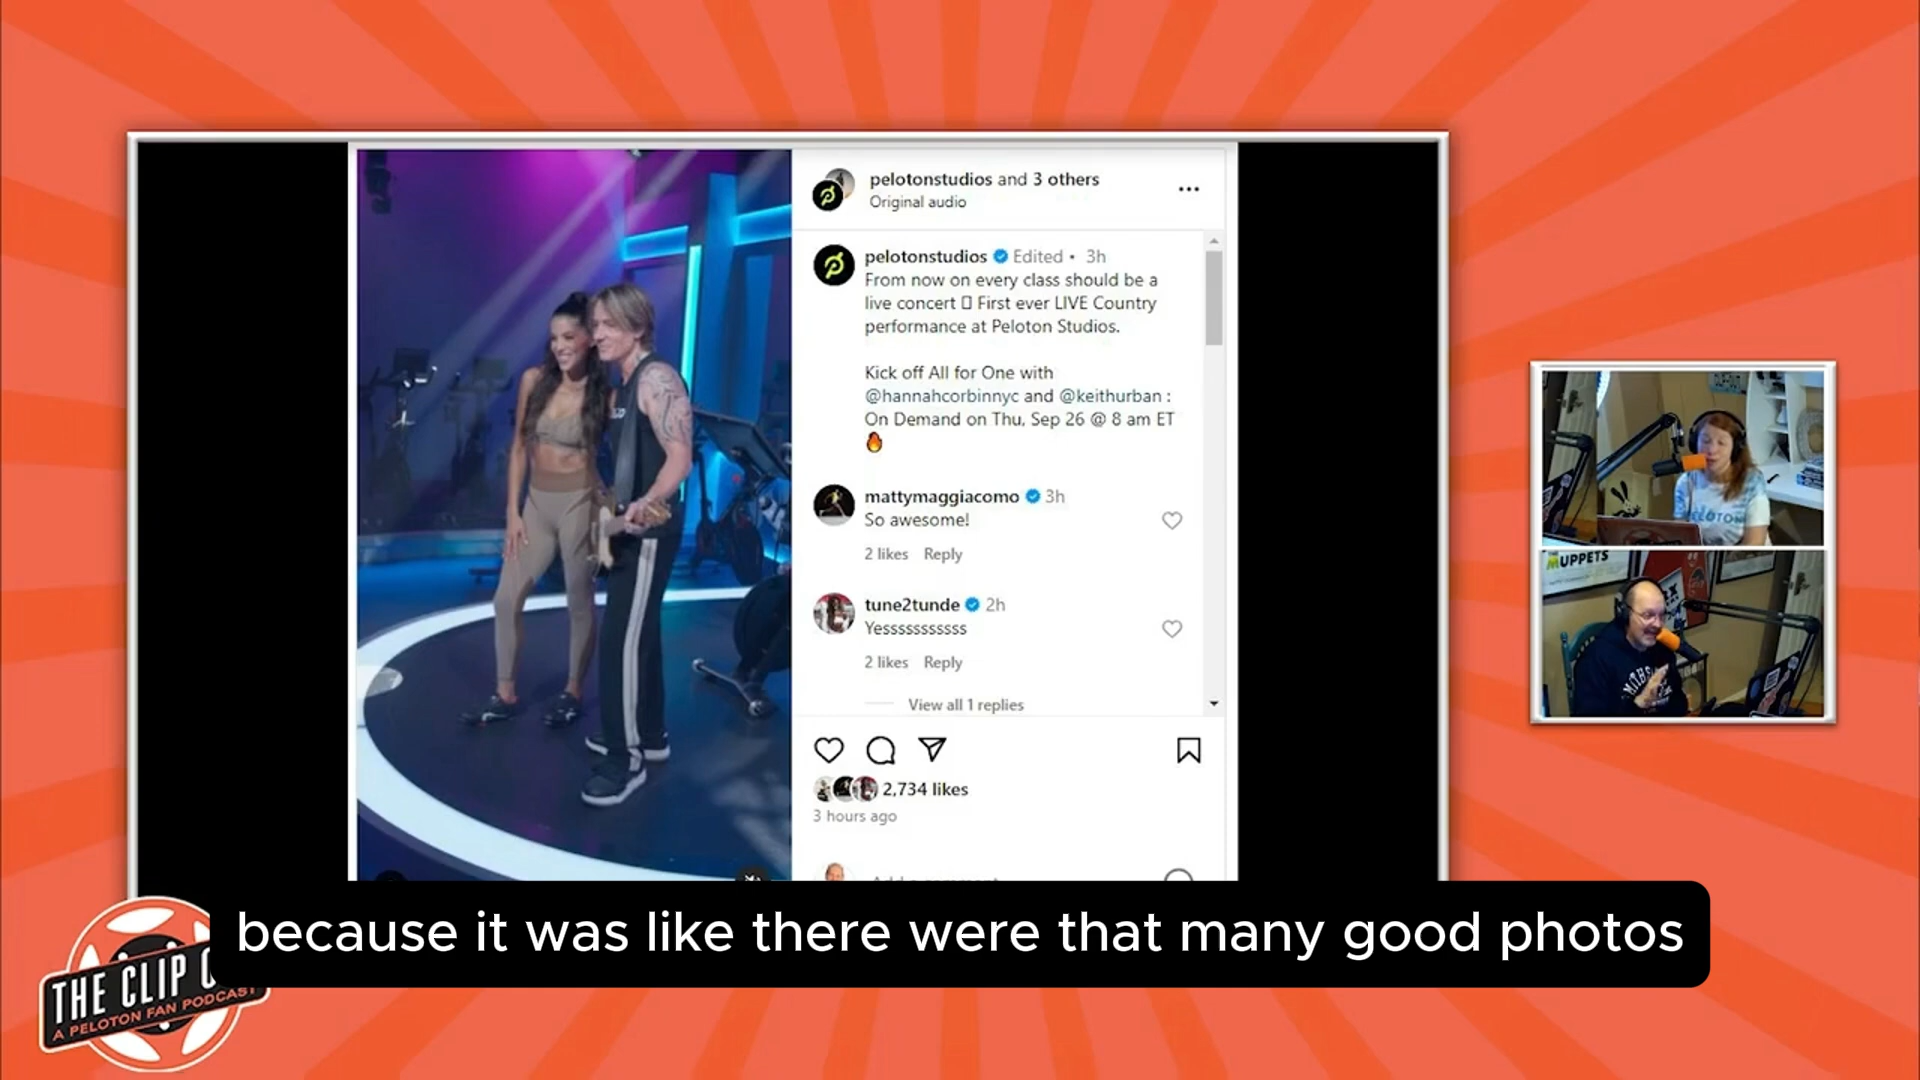 pelotonstudios and 3 others
Original audio
pelotonstudios Edited • 3h
From now on every class should be a
live concert First ever LIVE Country
performance at Peloton Studios.
Kick off All for One with
@hannahcorbinnyc and @keithurban :
On Demand on Thu, Sep 26 @ 8 am ET
🔥
mattymaggiacomo 3h
So awesome!
2 likes Reply
tune2tunde 2h
Yesssssssssss
2 likes Reply
View all 1 replies
2,734 likes
3 hours ago
MUPPETS
PELOTON
because it was like there were that many good photos
THE CLIP
A PELOTON FAN PODCAST